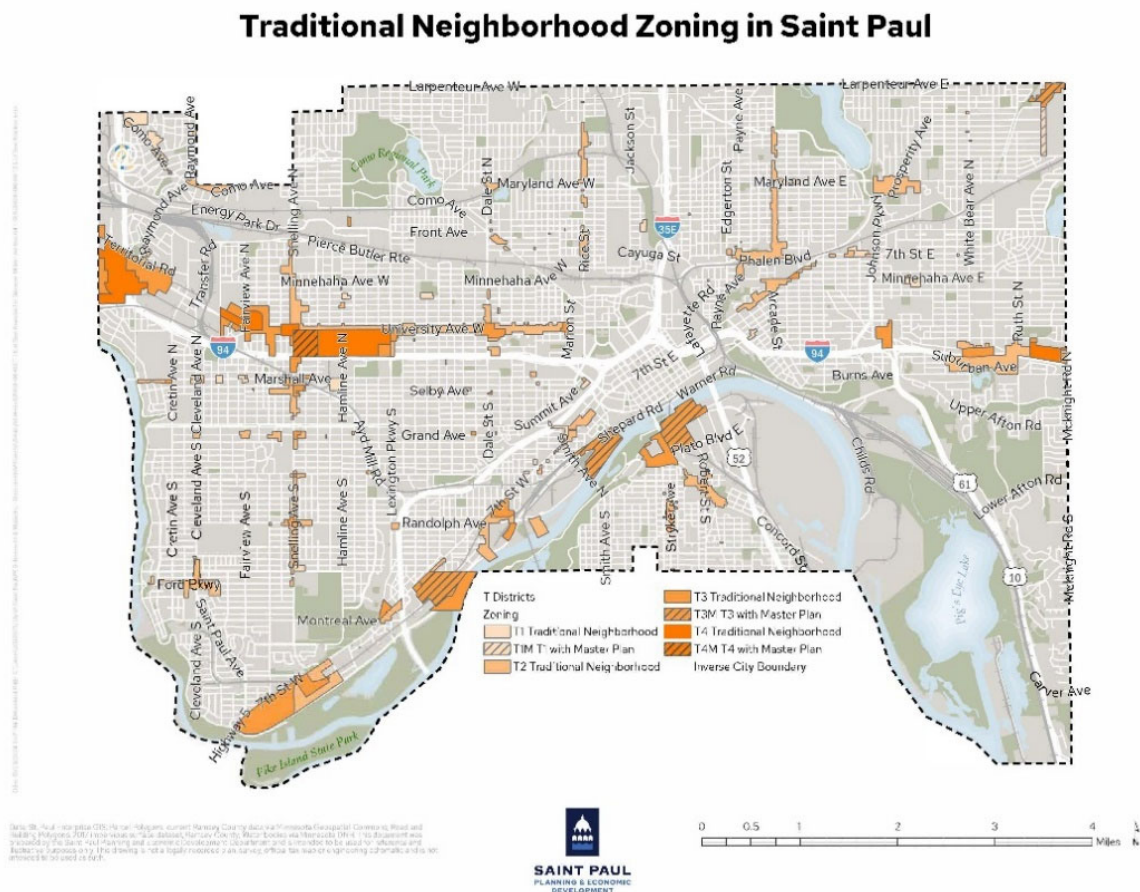 Traditional Neighborhood Zoning in Saint Paul
Larpenteur Ave W
Larpenteur Ave E
Como Ave
Raymond Ave
Como Regional Park
Jackson St
Payne Ave
Prosperity Ave
Edgerton St
Maryland Ave W
Maryland Ave E
Dale St N
Como Ave
Como Ave
Raymond Ave
Energy Park Dr
Snelling Ave N
Front Ave
Rice St
35E
White Bear Ave N
Johnson Pkwy
Territorial Rd
Transfer Rd
Pierce Butler Rte
Cayuga St
Phalen Blvd
7th St E
Minnehaha Ave W
Minnehaha Ave W
Minnehaha Ave E
Fairview Ave N
Lafayette Rd
Payne Ave
Arcade St
Ruth St N
University Ave W
Marion St
94
94
7th St E
Suburban Ave
Mcknight Rd N
Cretin Ave N
Cleveland Ave N
Hamline Ave N
Marshall Ave
Selby Ave
Summit Ave
Warner Rd
Burns Ave
Upper Afton Rd
Grand Ave
Ayd Mill Rd
Lexington Pkwy S
Dale St S
Shepard Rd
Plato Blvd E
Smith Ave N
52
Childs Rd
61
Lower Afton Rd
Cretin Ave S
Cleveland Ave S
Fairview Ave S
Snelling Ave S
Hamline Ave S
Randolph Ave
7th St W
Smith Ave S
Stryker Ave
Robert St S
Concord St
Mcknight Rd S
Ford Pkwy
Saint Paul Ave
Montreal Ave
Pig's Eye Lake
10
Cleveland Ave S
7th St W
Highway 5
Pike Island State Park
Carver Ave
T Districts
Zoning
T1 Traditional Neighborhood
T1M T1 with Master Plan
T2 Traditional Neighborhood
T3 Traditional Neighborhood
T3M T3 with Master Plan
T4 Traditional Neighborhood
T4M T4 with Master Plan
Inverse City Boundary
SAINT PAUL
PLANNING & ECONOMIC
DEVELOPMENT
0 0.5 1 2 3 4
Miles
N